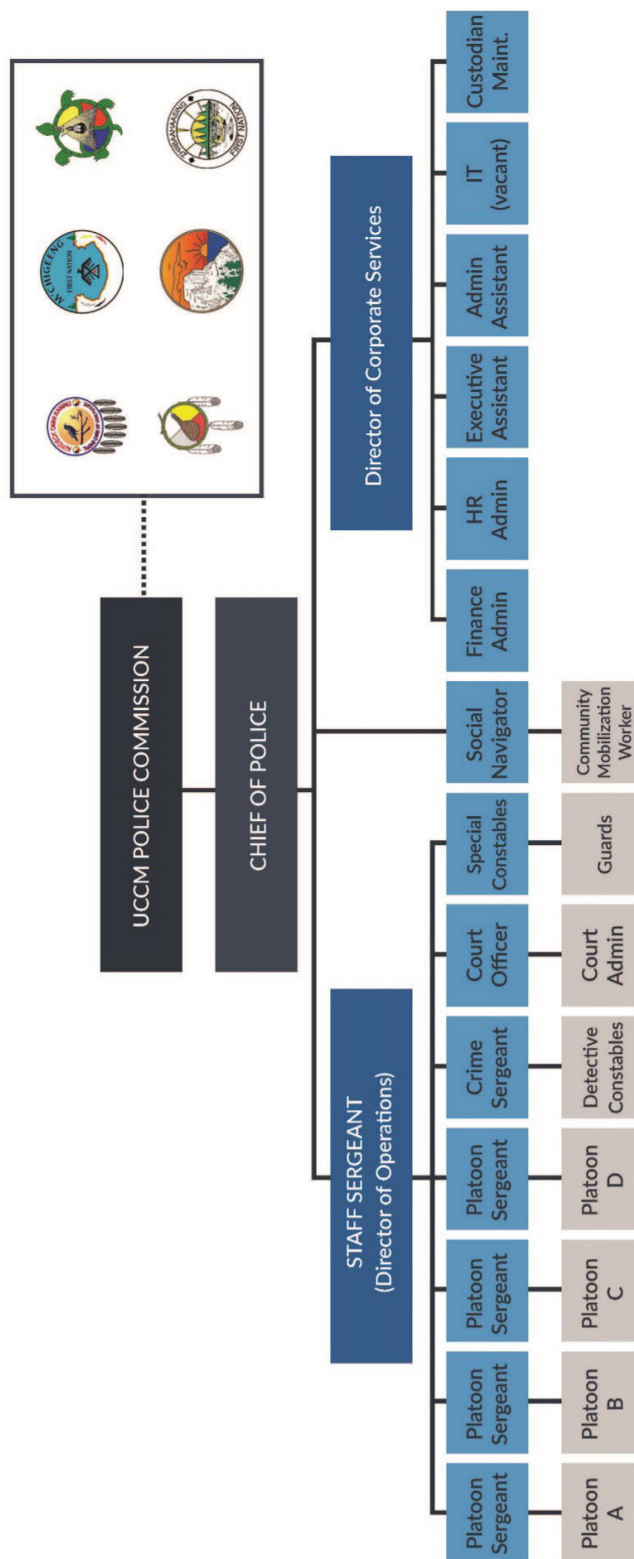 M'CHIGEENG
FIRST NATION
ZHIIBAAHAASING
FIRST NATION
UCCM POLICE COMMISSION
CHIEF OF POLICE
STAFF SERGEANT
(Director of Operations)
Director of Corporate Services
Platoon
Sergeant
Platoon
Sergeant
Platoon
Sergeant
Platoon
Sergeant
Crime
Sergeant
Court
Officer
Special
Constables
Social
Navigator
Finance
Admin
HR
Admin
Executive
Assistant
Admin
Assistant
IT
(vacant)
Custodian
Maint.
Platoon
A
Platoon
B
Platoon
C
Platoon
D
Detective
Constables
Court
Admin
Guards
Community
Mobilization
Worker